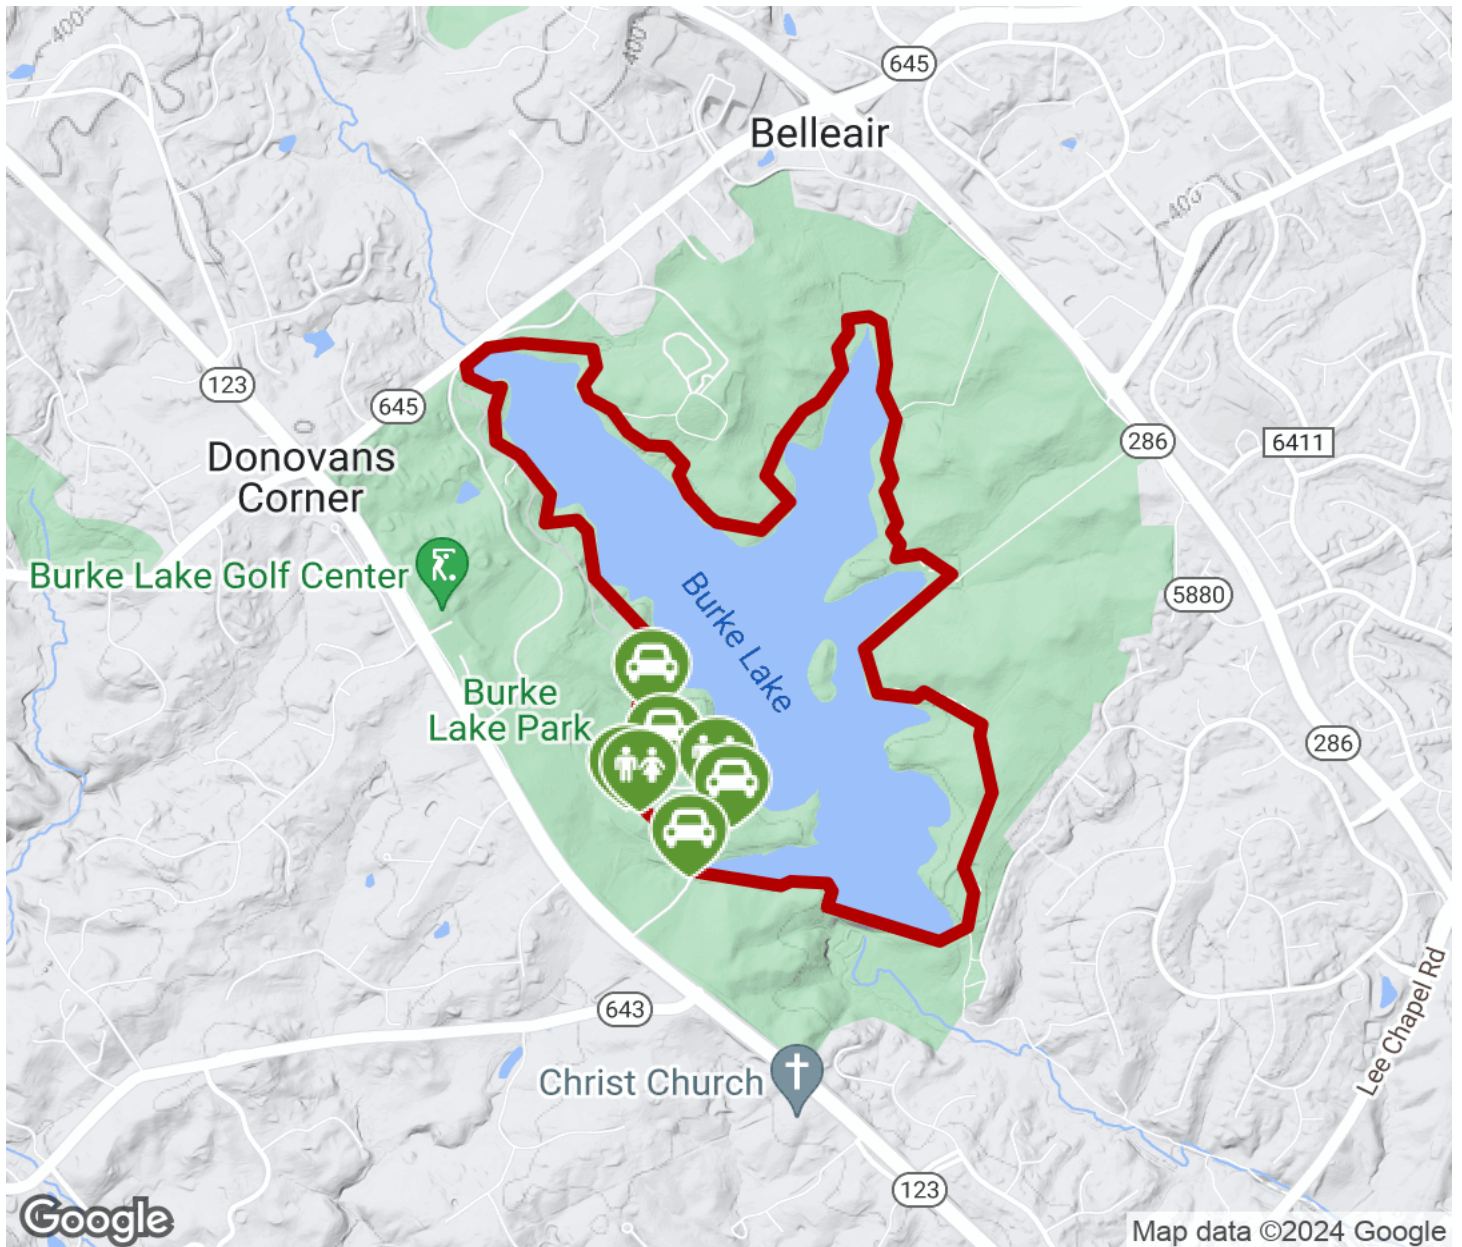 400
400
645
Belleair
400
123
645
286
6411
Donovans
Corner
Burke Lake Golf Center
5880
Burke Lake
Burke
Lake Park
286
643
Lee Chapel Rd
Christ Church
123
Google
Map data ©2024 Google